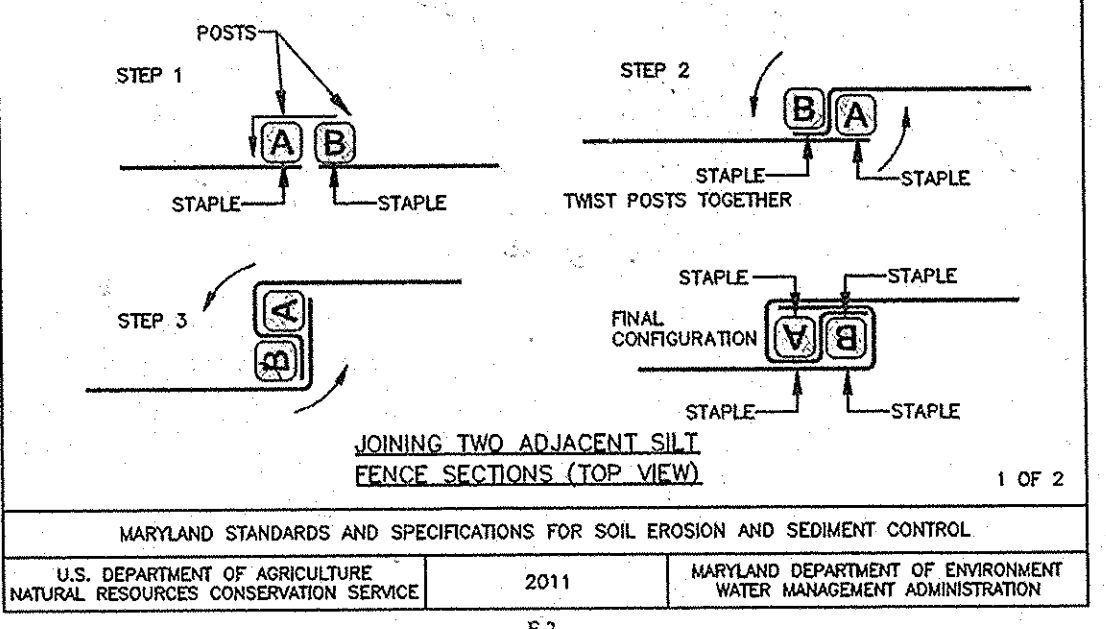 POSTS
STEP 1
A B
STAPLE STAPLE
STEP 2
B A
STAPLE STAPLE
TWIST POSTS TOGETHER
STEP 3
A
B
STAPLE STAPLE
FINAL
CONFIGURATION
A B
STAPLE STAPLE
JOINING TWO ADJACENT SILT
FENCE SECTIONS (TOP VIEW)
1 OF 2
MARYLAND STANDARDS AND SPECIFICATIONS FOR SOIL EROSION AND SEDIMENT CONTROL
U.S. DEPARTMENT OF AGRICULTURE
NATURAL RESOURCES CONSERVATION SERVICE
2011
MARYLAND DEPARTMENT OF ENVIRONMENT
WATER MANAGEMENT ADMINISTRATION